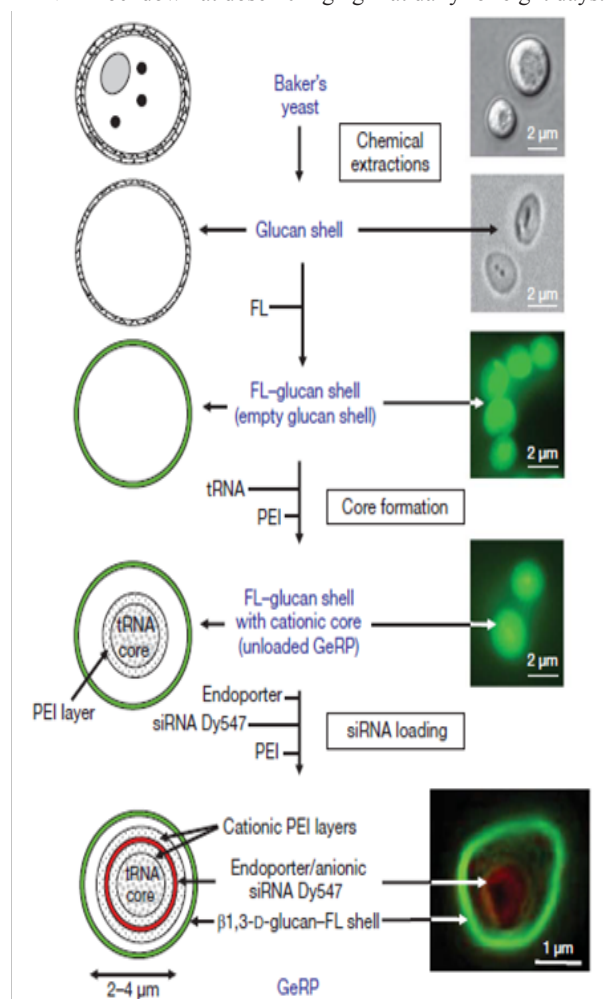 Baker's
yeast
2 µm
Chemical
extractions
Glucan shell
2 µm
FL
FL–glucan shell
(empty glucan shell)
2 µm
tRNA
PEI
Core formation
FL–glucan shell
with cationic core
(unloaded GeRP)
tRNA
core
2 µm
PEI layer
Endoporter
siRNA Dy547
PEI
siRNA loading
Cationic PEI layers
tRNA
core
Endoporter/anionic
siRNA Dy547
β1,3-D-glucan–FL shell
1 µm
2–4 µm
GeRP